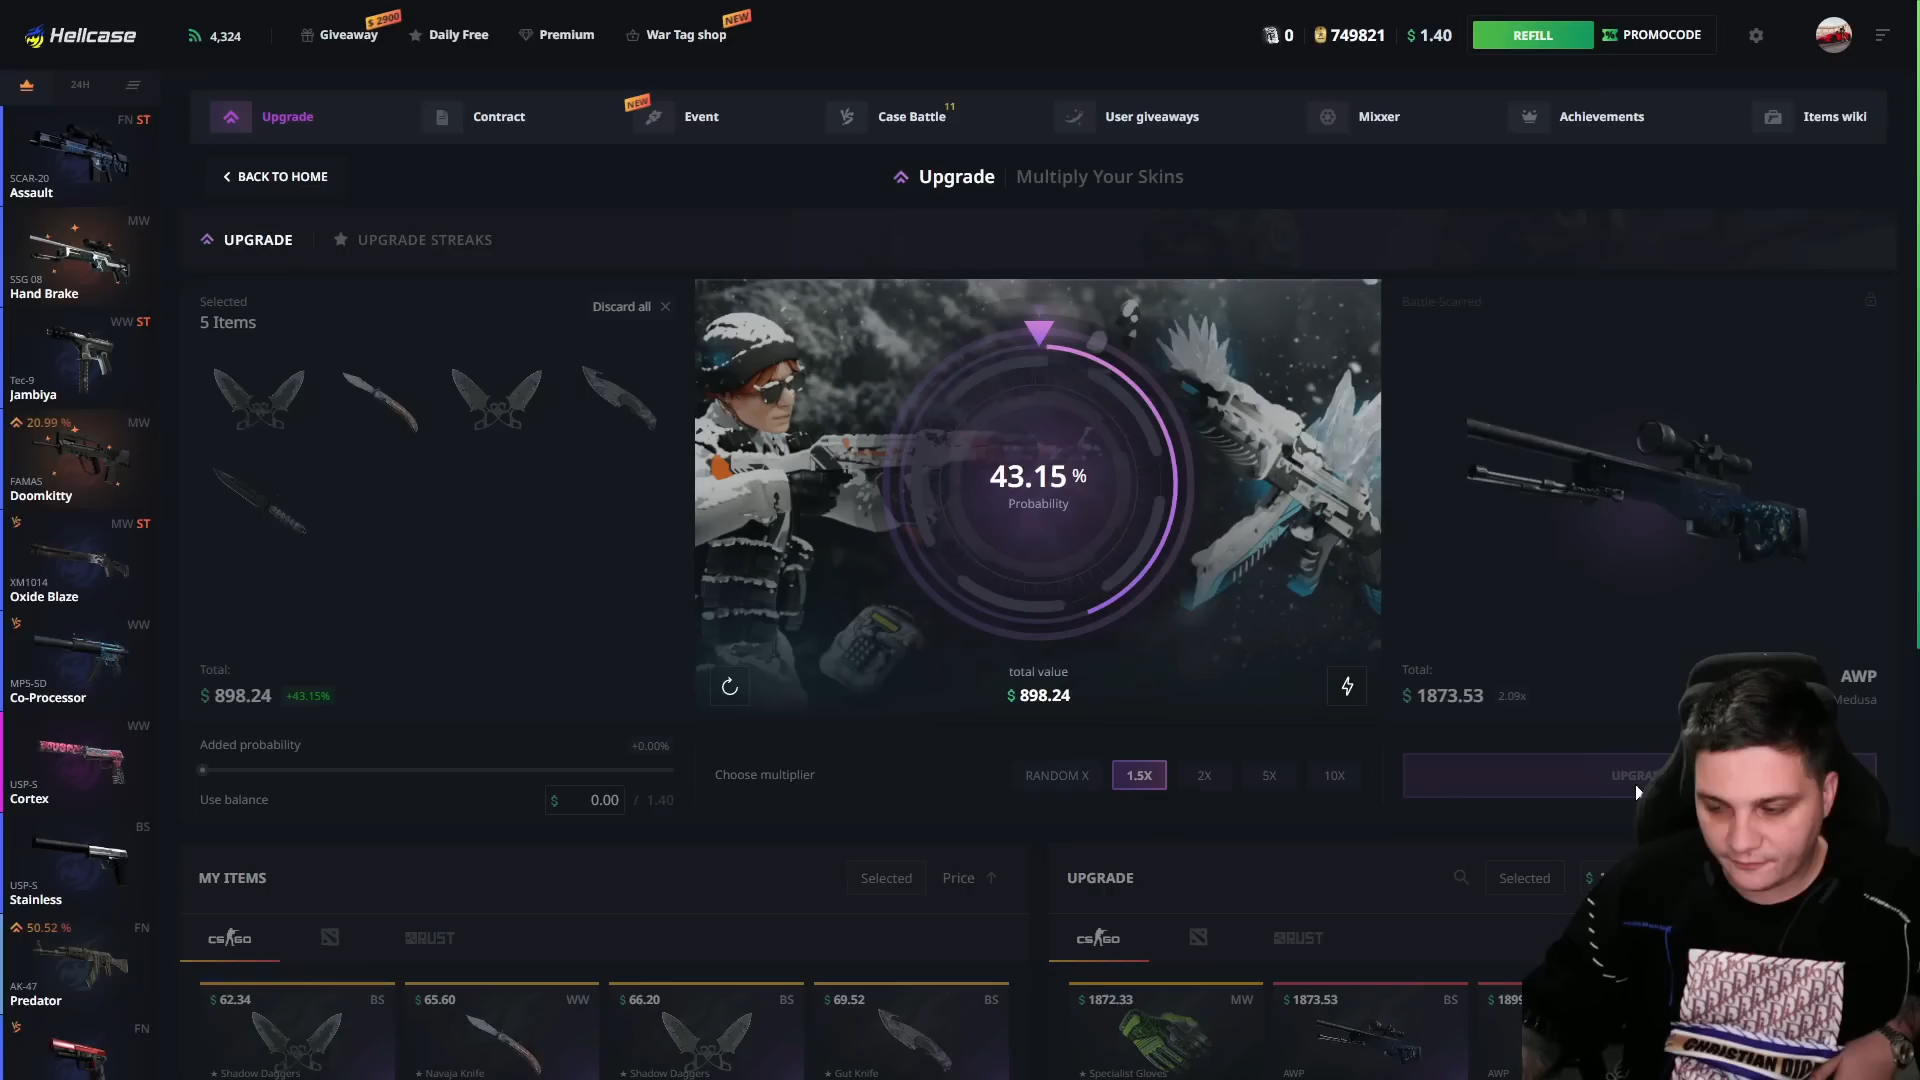 Hellcase
4,324
Giveaway
$ 2900
Daily Free
Premium
War Tag shop
NEW
0
749821
$ 1.40
REFILL
PROMOCODE
24H
Upgrade
Contract
NEW
Event
Case Battle
11
User giveaways
Mixxer
Achievements
Items wiki
BACK TO HOME
Upgrade
Multiply Your Skins
UPGRADE
UPGRADE STREAKS
FN ST
SCAR-20
Assault
MW
SSG 08
Hand Brake
WW ST
Tec-9
Jambiya
20.99 %
MW
FAMAS
Doomkitty
MW ST
XM1014
Oxide Blaze
WW
MP5-SD
Co-Processor
WW
USP-S
Cortex
BS
USP-S
Stainless
50.52 %
FN
AK-47
Predator
FN
Selected
5 Items
Discard all
Total:
$ 898.24
+43.15%
Added probability
+0.00%
Use balance
$ 0.00 / 1.40
43.15 %
Probability
total value
$ 898.24
Choose multiplier
RANDOM X
1.5X
2X
5X
10X
Battle-Scarred
Total:
$ 1873.53
2.09x
AWP
Medusa
MY ITEMS
Selected
Price
CS GO
RUST
$ 62.34
BS
★ Shadow Daggers
$ 65.60
WW
★ Navaja Knife
$ 66.20
BS
★ Shadow Daggers
$ 69.52
BS
★ Gut Knife
UPGRADE
Selected
$
CS GO
RUST
$ 1872.33
MW
★ Specialist Gloves
$ 1873.53
BS
AWP
AWP
CHRISTIAN DIO